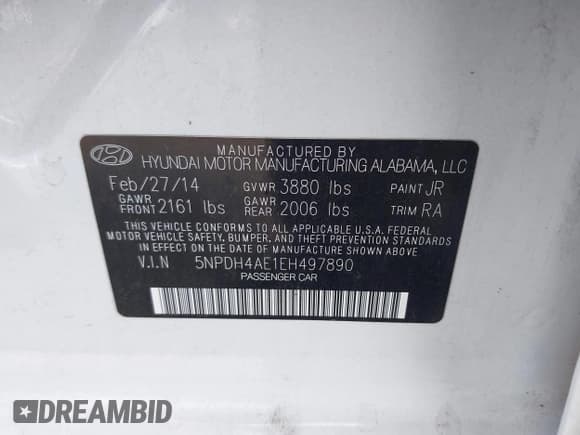 MANUFACTURED BY
HYUNDAI MOTOR MANUFACTURING ALABAMA, LLC
Feb/27/14 GVWR 3880 lbs PAINT JR
GAWR FRONT 2161 lbs GAWR REAR 2006 lbs TRIM RA
THIS VEHICLE CONFORMS TO ALL APPLICABLE U.S.A. FEDERAL
MOTOR VEHICLE SAFETY, BUMPER, AND THEFT PREVENTION STANDARDS
IN EFFECT ON THE DATE OF MANUFACTURE SHOWN ABOVE.
V.I.N 5NPDH4AE1EH497890
PASSENGER CAR
DREAMBID